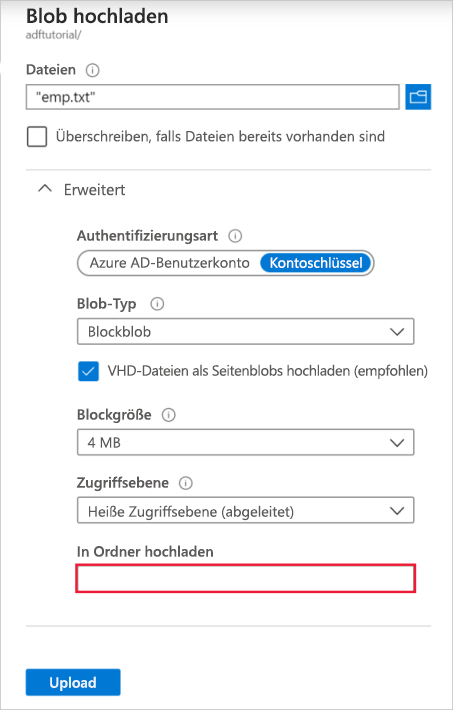 Blob hochladen
adftutorial/
Dateien
"emp.txt"
Überschreiben, falls Dateien bereits vorhanden sind
Erweitert
Authentifizierungsart
Azure AD-Benutzerkonto Kontoschlüssel
Blob-Typ
Blockblob
VHD-Dateien als Seitenblobs hochladen (empfohlen)
Blockgröße
4 MB
Zugriffsebene
Heiße Zugriffsebene (abgeleitet)
In Ordner hochladen
Upload